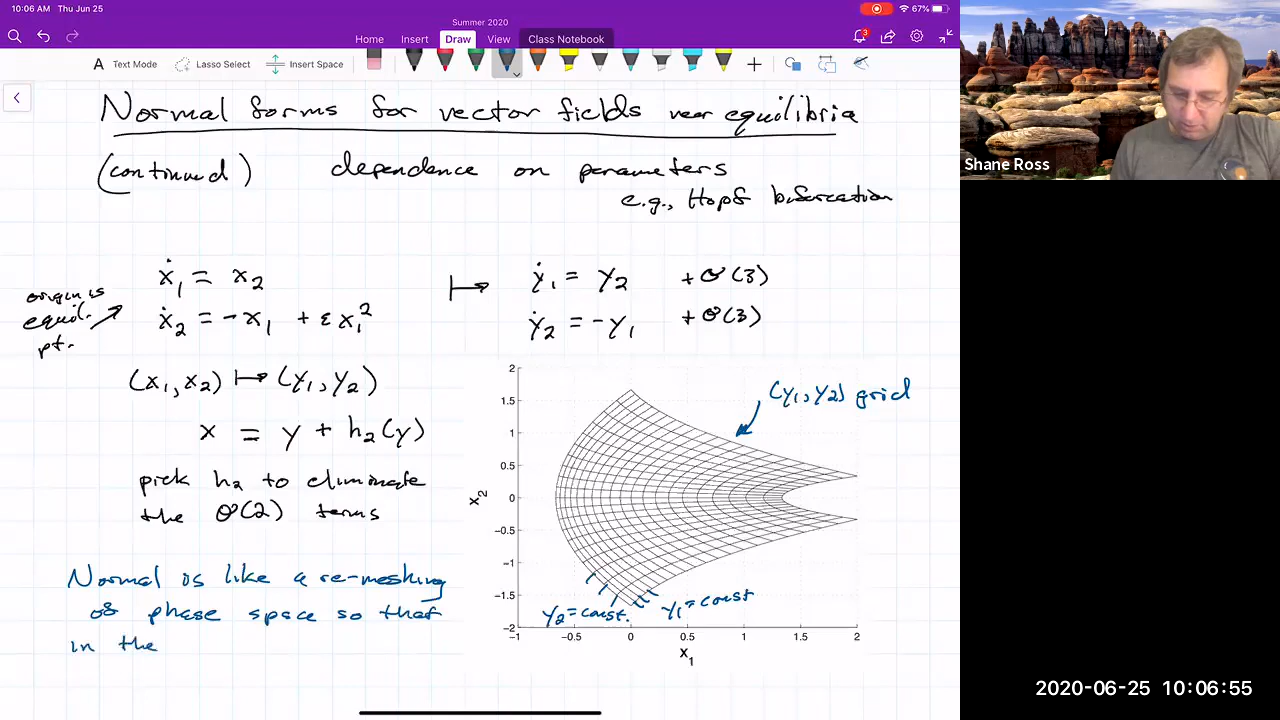 10:06 AM Thu Jun 25
67%
Summer 2020
Home Insert Draw View Class Notebook
3
A Text Mode Lasso Select Insert Space
Normal forms for vector fields near equilibria
(continued) dependence on parameters
e.g., Hopf bifurcation
Shane Ross
origin is
equil.
pt.
ẋ₁ = x₂
ẋ₂ = -x₁ + εx₁²
↦ ẏ₁ = y₂ + O(3)
ẏ₂ = -y₁ + O(3)
(x₁,x₂) ↦ (y₁,y₂)
x = y + h₂(y)
pick h₂ to eliminate
the O(2) terms
Normal is like a re-meshing
of phase space so that
in the
(y₁,y₂) grid
y₂=const. y₁=const
2
1.5
1
0.5
0
-0.5
-1
-1.5
-2
x₂
-1 -0.5 0 0.5 1 1.5 2
x₁
2020-06-25 10:06:55